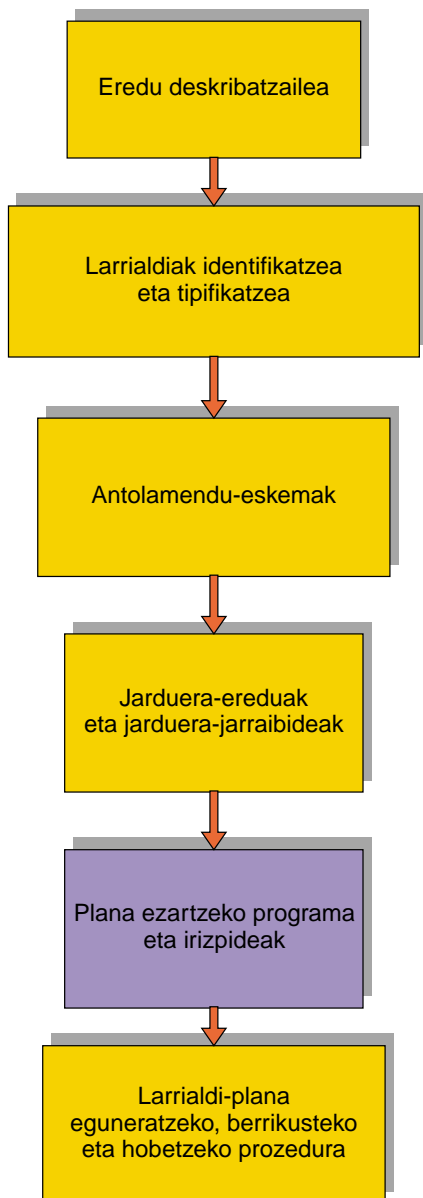 Eredu deskribatzailea
Larrialdiak identifikatzea
eta tipifikatzea
Antolamendu-eskemak
Jarduera-ereduak
eta jarduera-jarraibideak
Plana ezartzeko programa
eta irizpideak
Larrialdi-plana
eguneratzeko, berrikusteko
eta hobetzeko prozedura